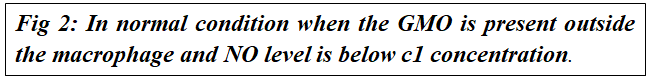 Fig 2: In normal condition when the GMO is present outside
the macrophage and NO level is below c1 concentration.